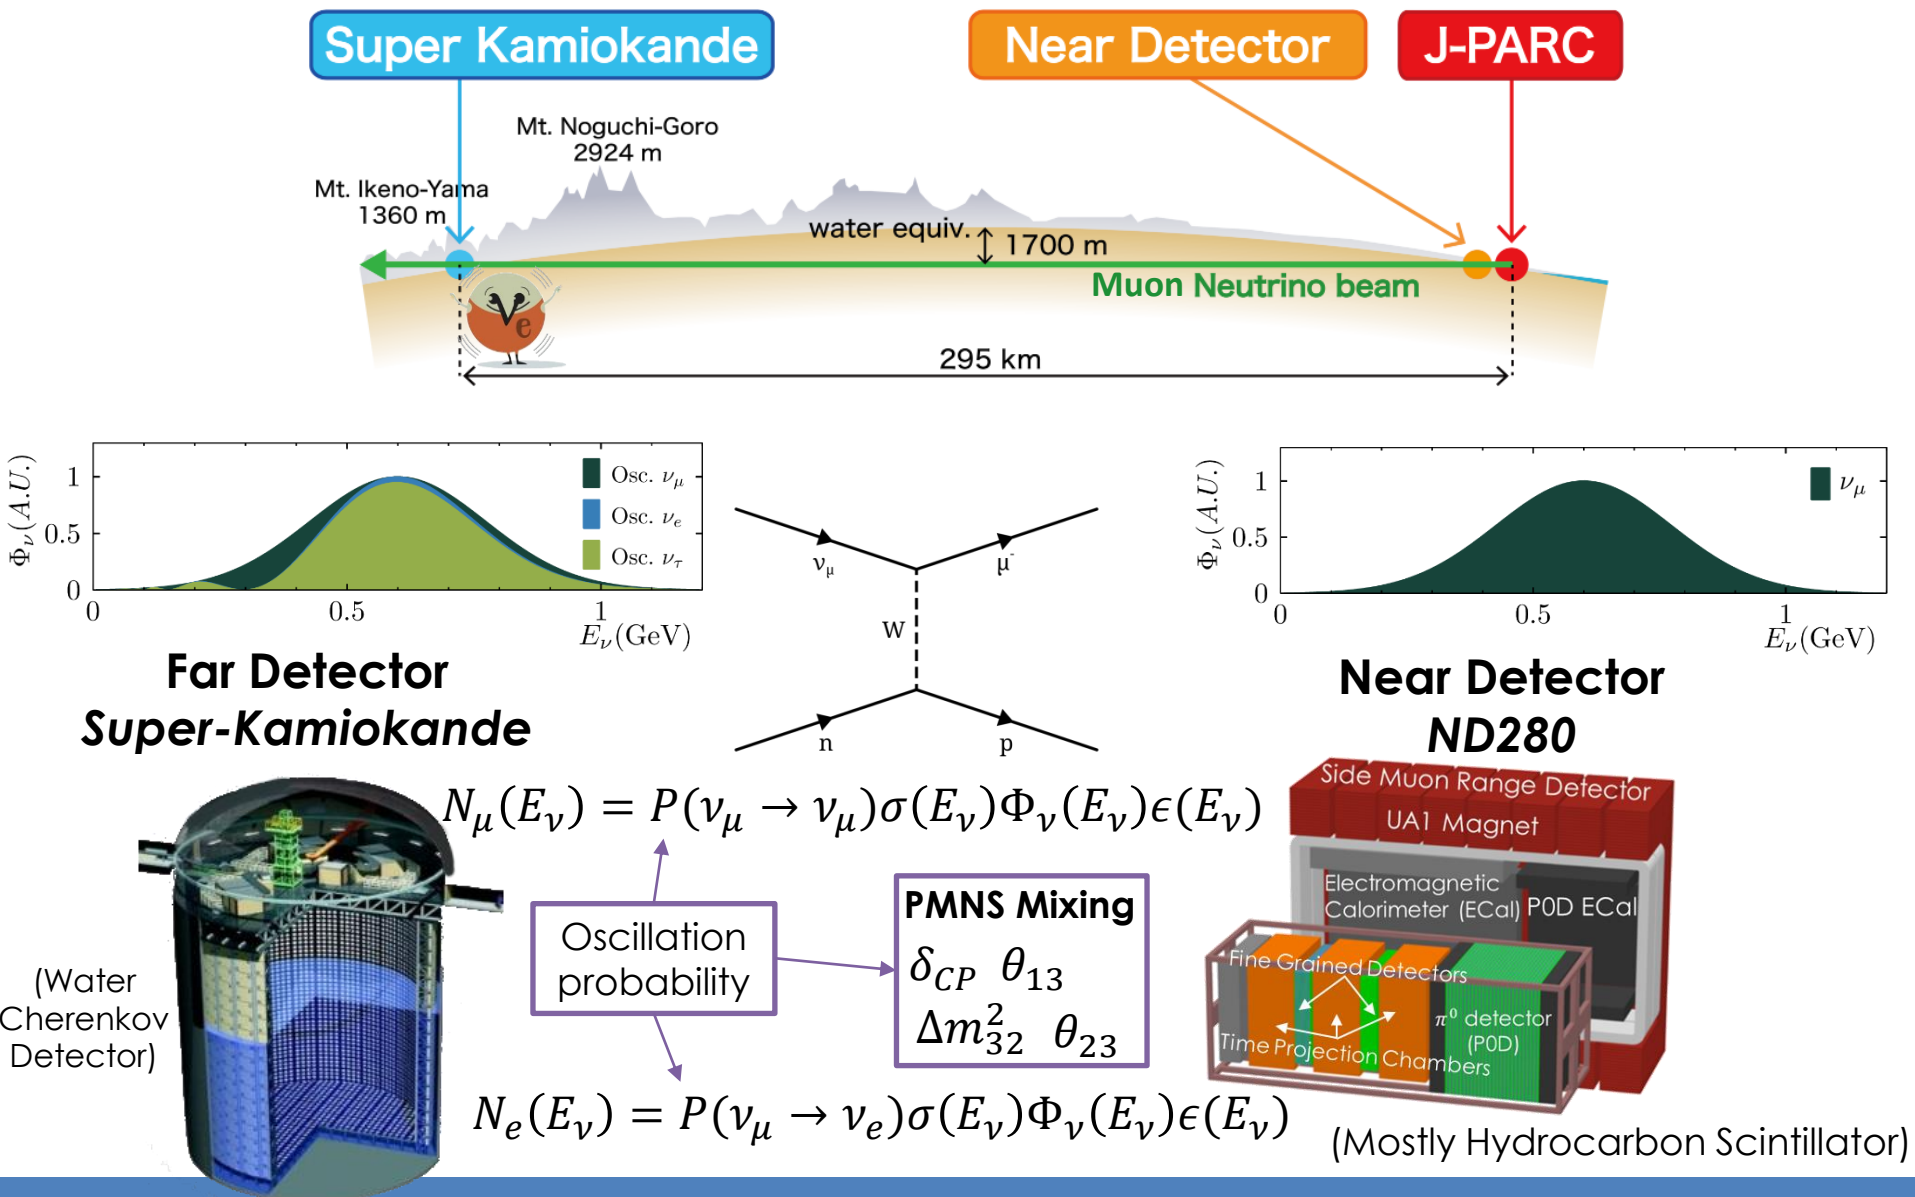 Super Kamiokande
Near Detector
J-PARC
Mt. Noguchi-Goro
2924 m
Mt. Ikeno-Yama
1360 m
water equiv.
1700 m
Muon Neutrino beam
νe
295 km
Φν(A.U.)
1
0.5
0
0
0.5
1
Eν(GeV)
Osc. νμ
Osc. νe
Osc. ντ
νμ
μ-
W
n
p
Φν(A.U.)
1
0.5
0
0
0.5
1
Eν(GeV)
νμ
Far Detector
Super-Kamiokande
Near Detector
ND280
(Water
Cherenkov
Detector)
Nμ(Eν) = P(νμ → νμ)σ(Eν)Φν(Eν)ϵ(Eν)
Oscillation
probability
PMNS Mixing
δCP θ13
Δm²32 θ23
Ne(Eν) = P(νμ → νe)σ(Eν)Φν(Eν)ϵ(Eν)
Side Muon Range Detector
UA1 Magnet
Electromagnetic
Calorimeter (ECal)
P0D ECal
Fine Grained Detectors
π⁰ detector
(P0D)
Time Projection Chambers
(Mostly Hydrocarbon Scintillator)